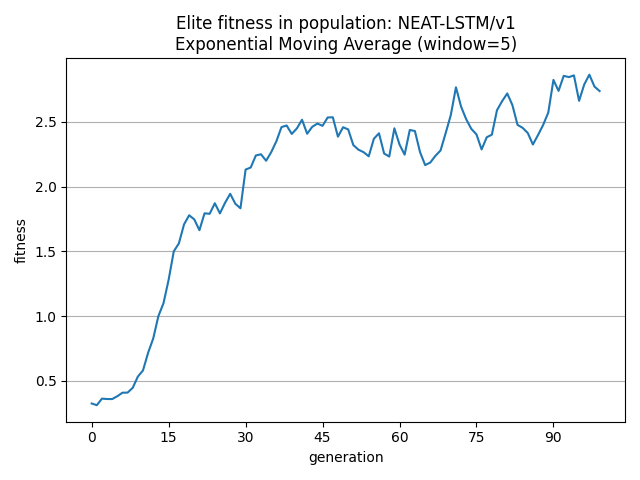 Elite fitness in population: NEAT-LSTM/v1
Exponential Moving Average (window=5)
fitness
2.5
2.0
1.5
1.0
0.5
0 15 30 45 60 75 90
generation